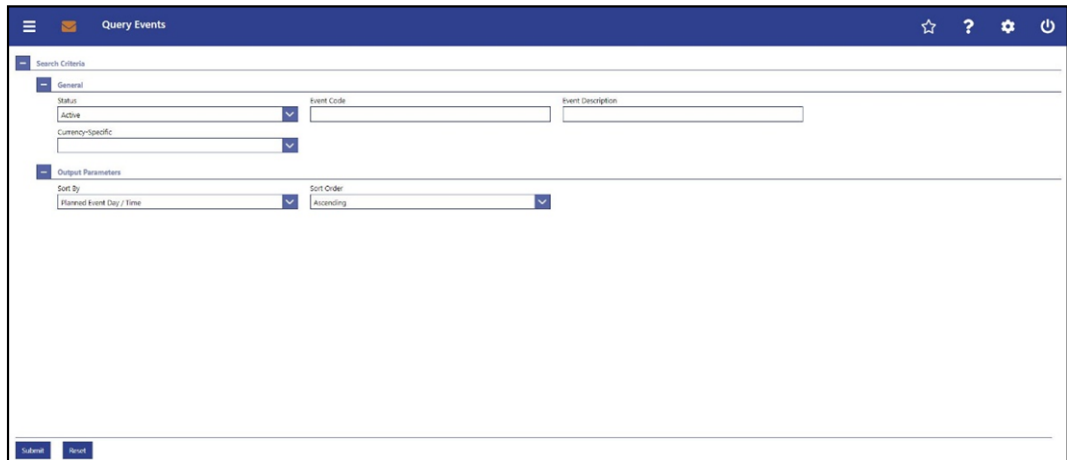 Query Events
Search Criteria
General
Status Event Code Event Description
Active
Currency-Specific
Output Parameters
Sort By Sort Order
Planned Event Day / Time Ascending
Submit Reset